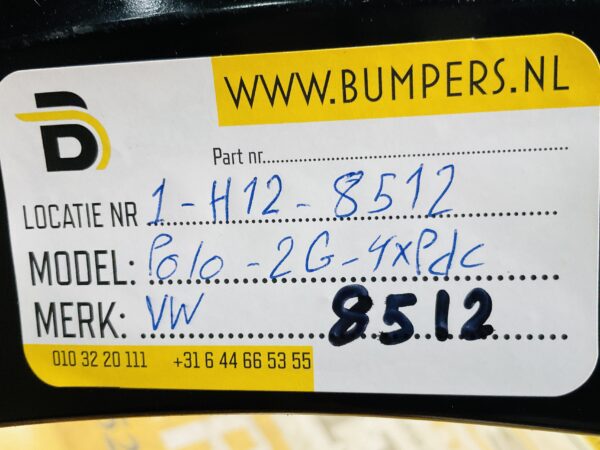 WWW.BUMPERS.NL
B
Part nr.
LOCATIE NR 1-H12-8512
MODEL: Polo-2G-4xPdc
MERK: VW 8512
010 32 20 111 +31 6 44 66 53 55